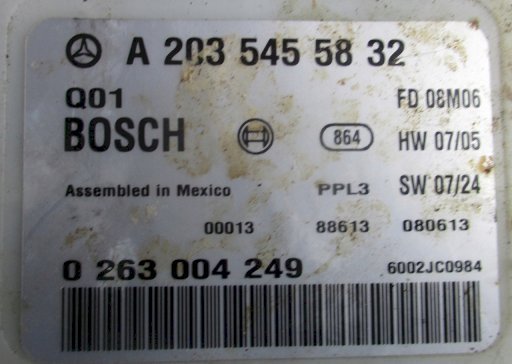 A 203 545 58 32
Q01 FD 08M06
BOSCH 864 HW 07/05
Assembled in Mexico PPL3 SW 07/24
00013 88613 080613
0 263 004 249 6002JC0984